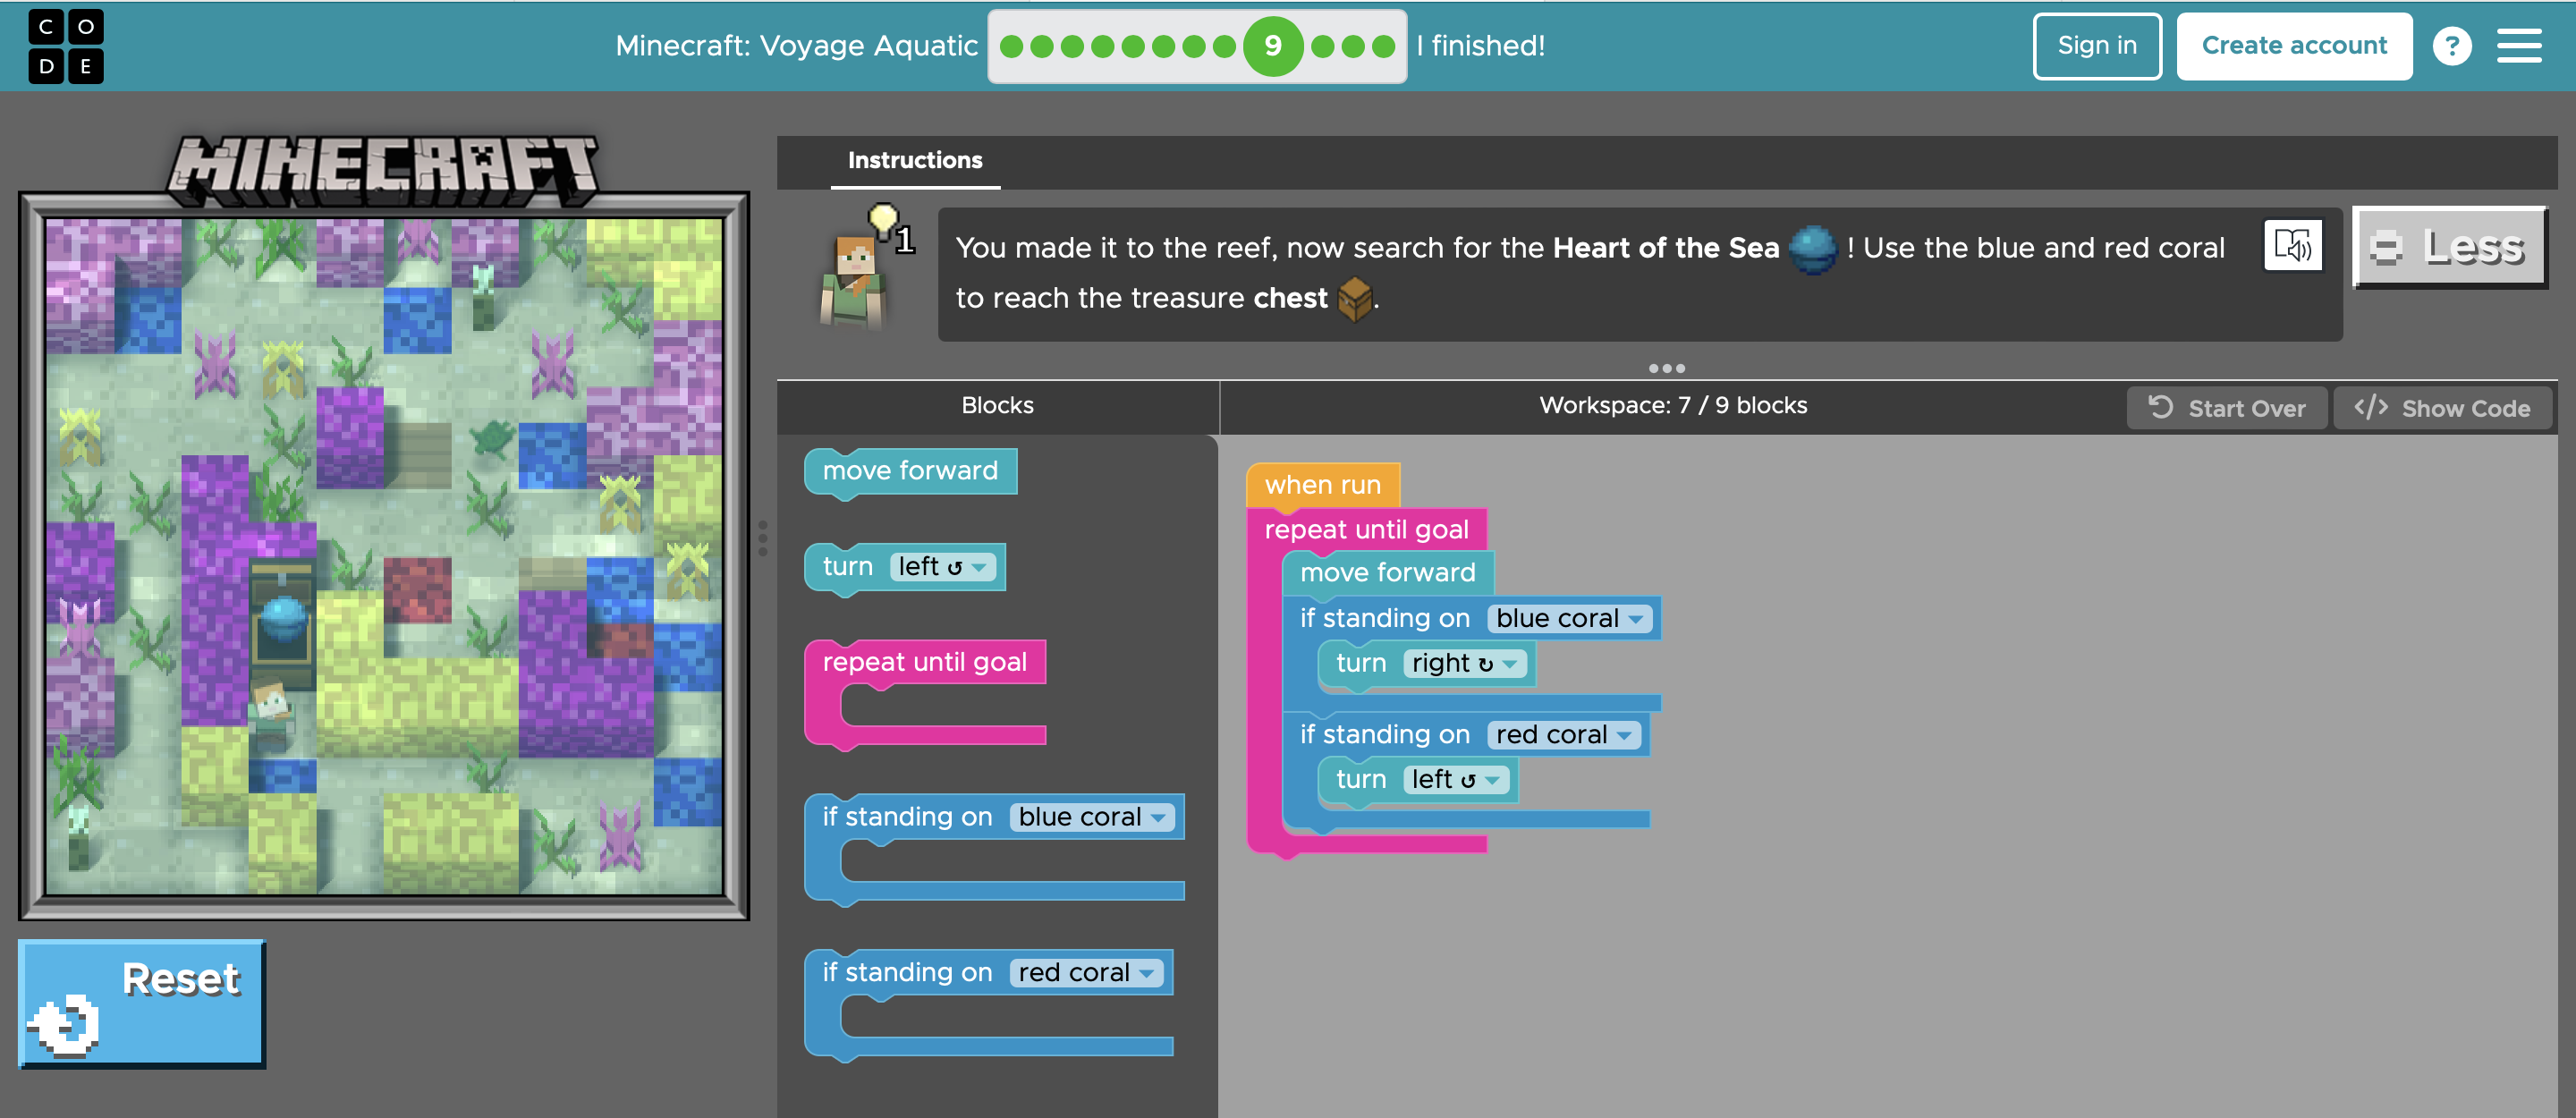 CODE
Minecraft: Voyage Aquatic
9
I finished!
Sign in
Create account
?
MINECRAFT
Instructions
1
You made it to the reef, now search for the Heart of the Sea ! Use the blue and red coral
to reach the treasure chest .
Less
Blocks
Workspace: 7 / 9 blocks
Start Over
</> Show Code
move forward
turn left ↺
repeat until goal
if standing on blue coral
if standing on red coral
when run
repeat until goal
move forward
if standing on blue coral
turn right ↻
if standing on red coral
turn left ↺
Reset